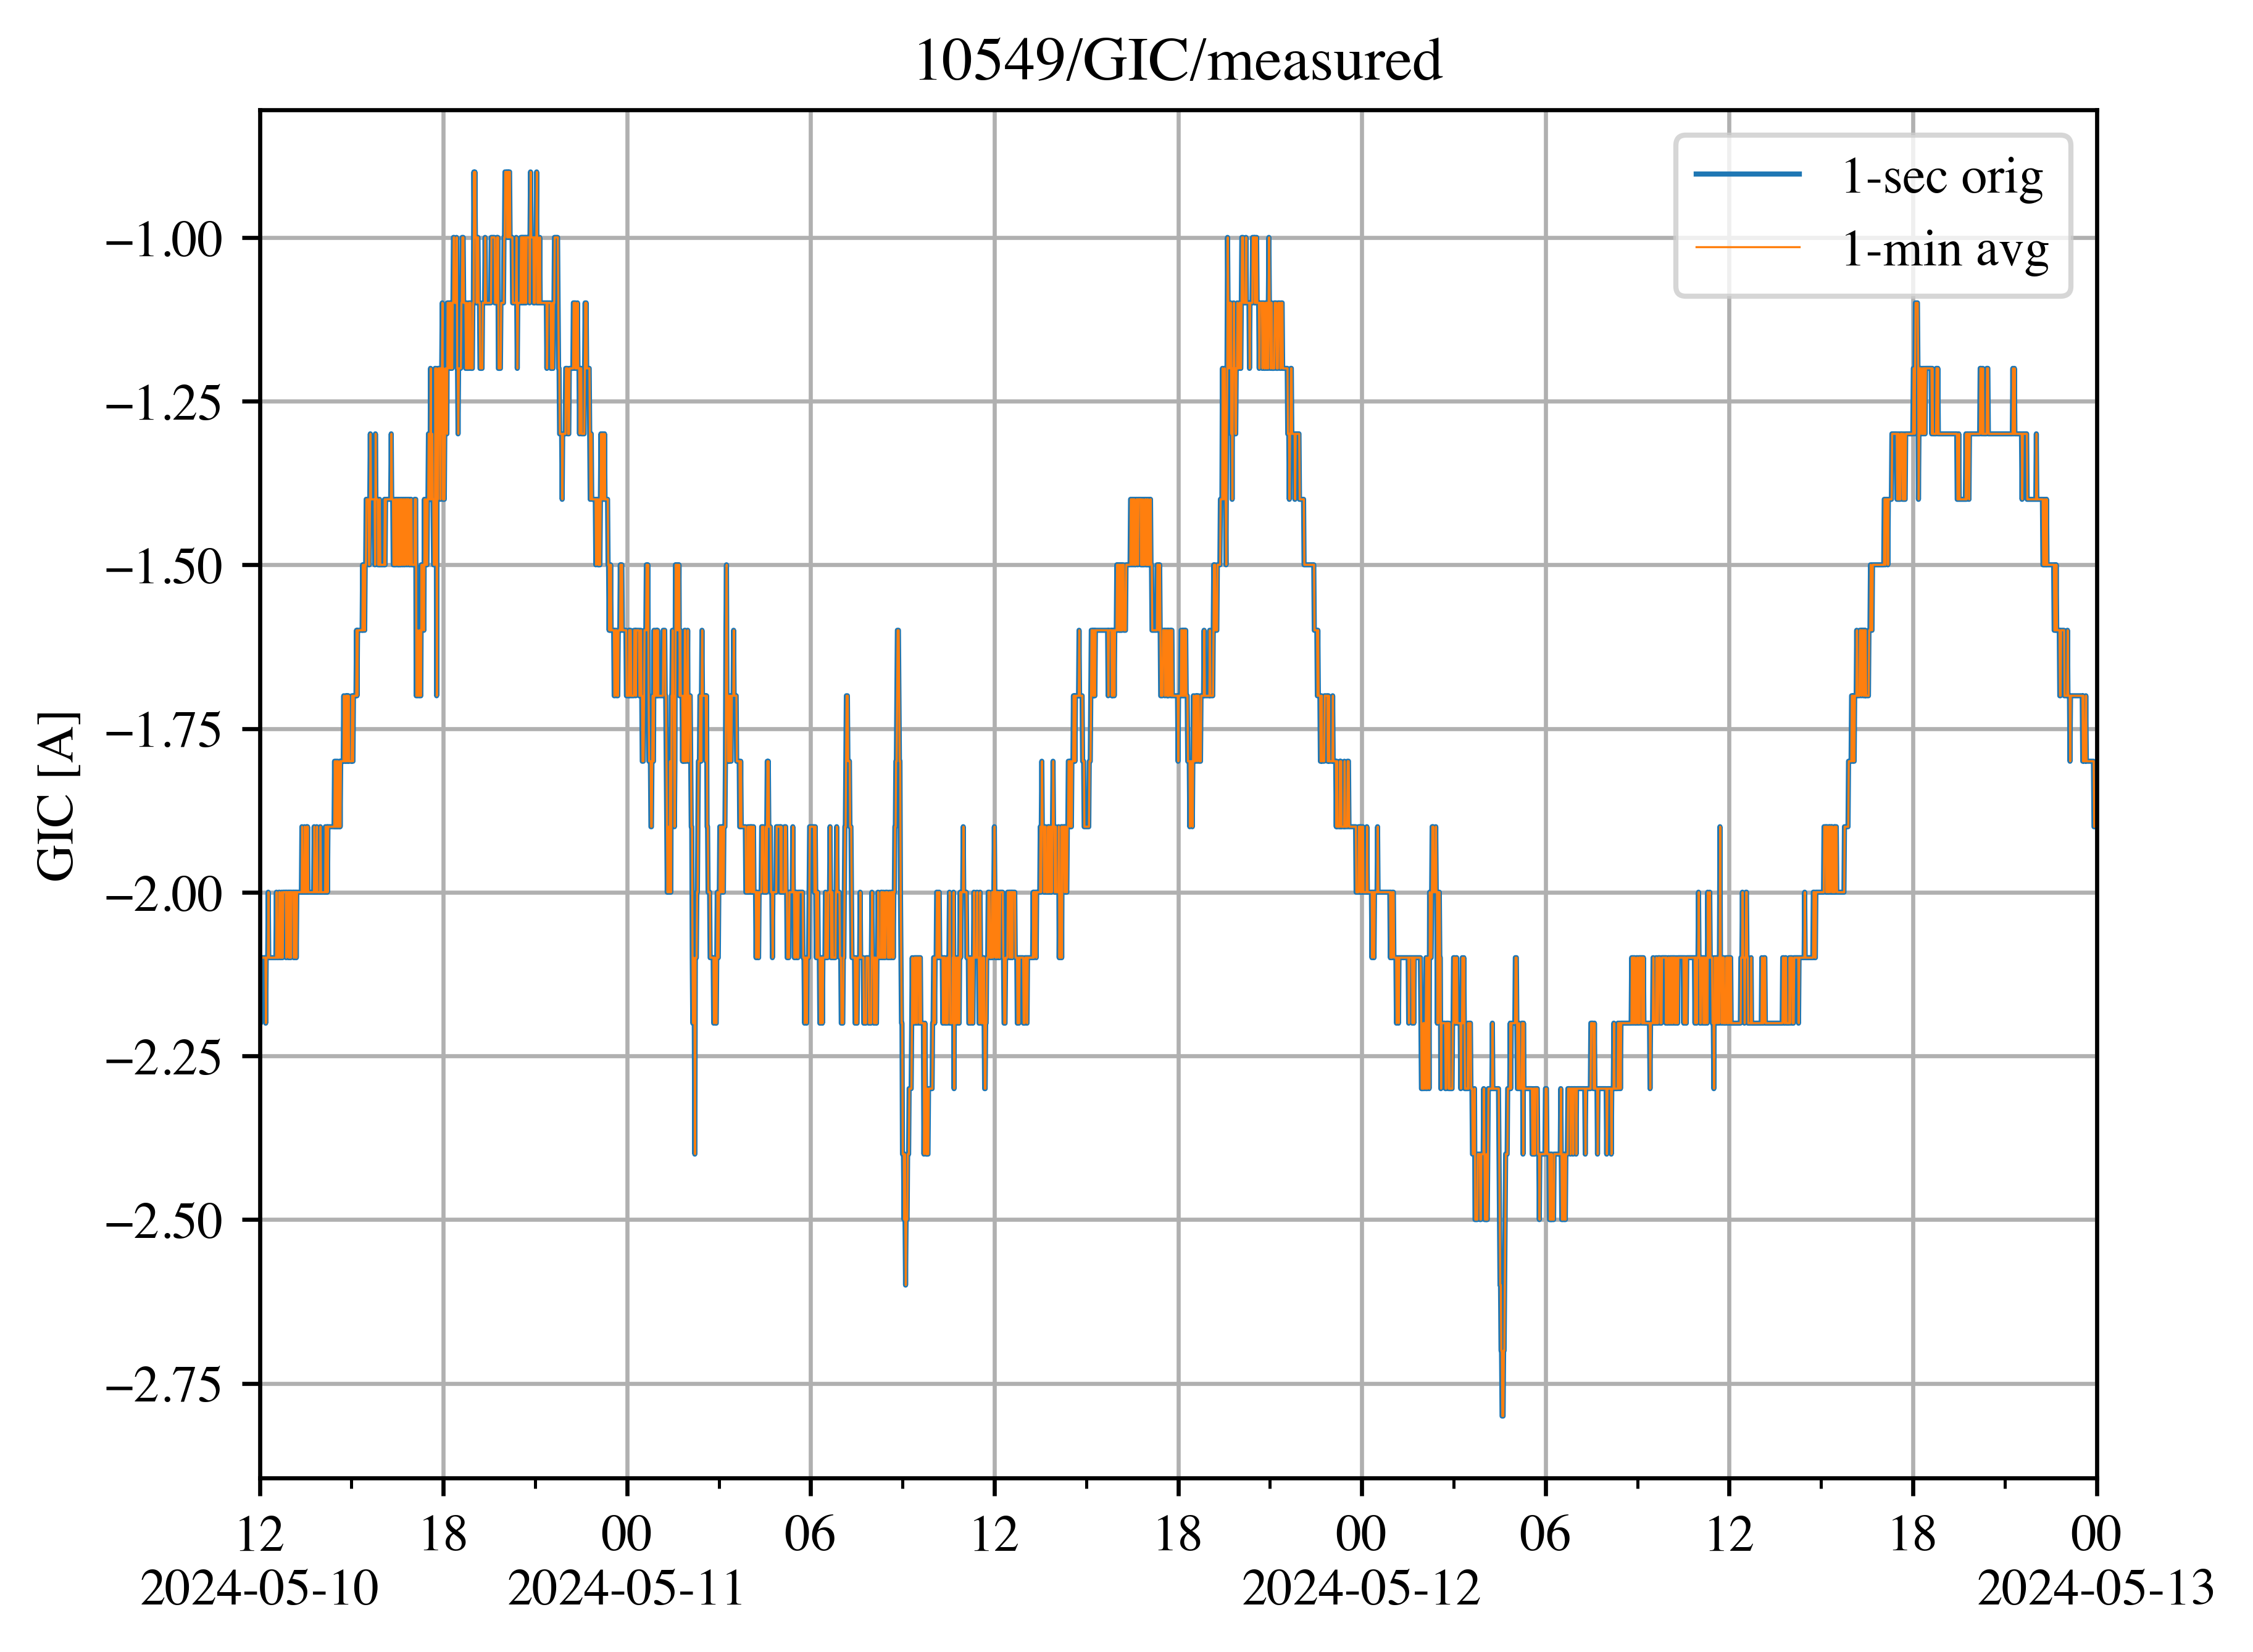 10549/GIC/measured
1-sec orig
1-min avg
GIC [A]
−1.00
−1.25
−1.50
−1.75
−2.00
−2.25
−2.50
−2.75
12 18 00 06 12 18 00 06 12 18 00
2024-05-10 2024-05-11 2024-05-12 2024-05-13